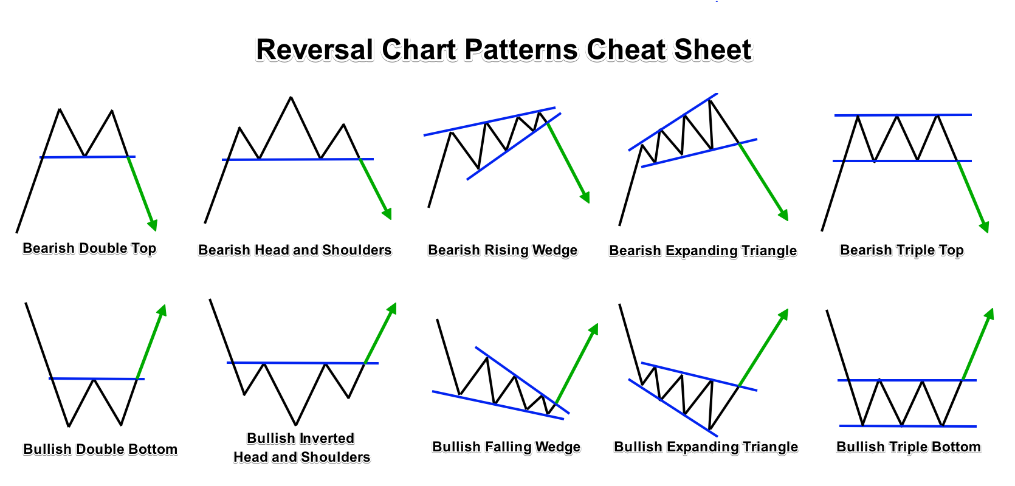 Reversal Chart Patterns Cheat Sheet
Bearish Double Top
Bearish Head and Shoulders
Bearish Rising Wedge
Bearish Expanding Triangle
Bearish Triple Top
Bullish Double Bottom
Bullish Inverted
Head and Shoulders
Bullish Falling Wedge
Bullish Expanding Triangle
Bullish Triple Bottom